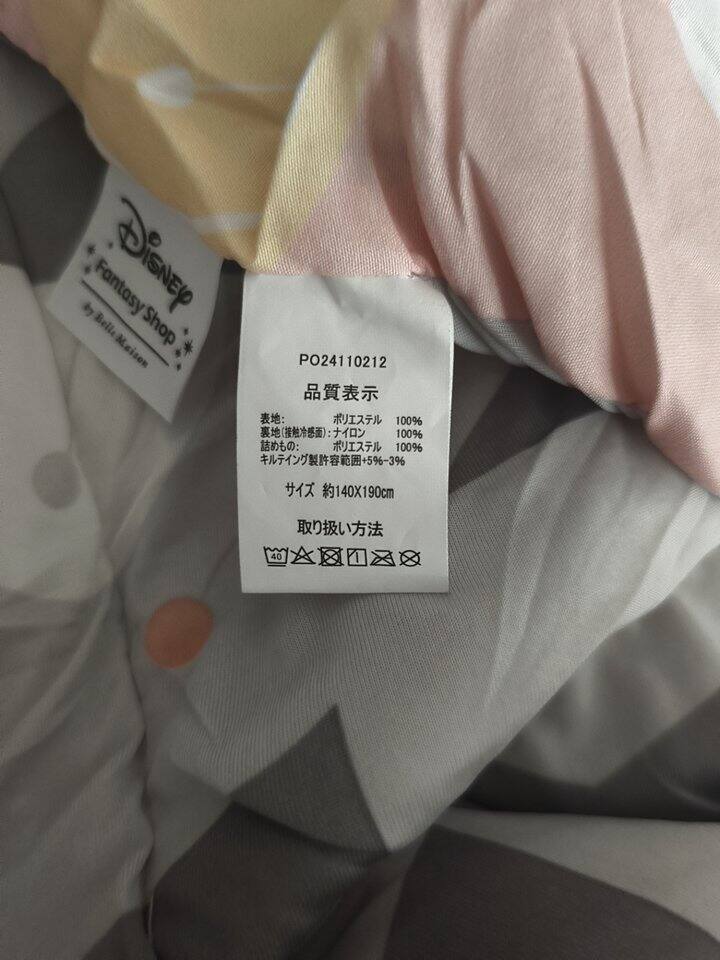 DISNEY
Fantasy Shop
by Belle Maison
PO24110212
品質表示
表地: ポリエステル 100%
裏地(接触冷感面):ナイロン 100%
詰めもの: ポリエステル 100%
キルテイング製許容範囲+5%-3%
サイズ 約140X190cm
取り扱い方法
40